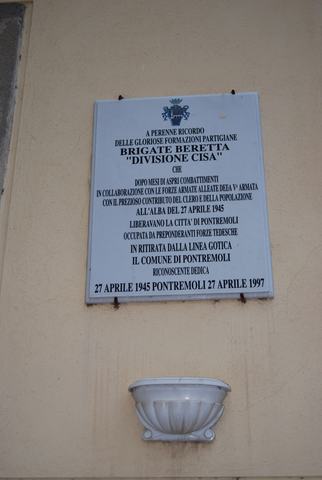 A PERENNE RICORDO
DELLE GLORIOSE FORMAZIONI PARTIGIANE
BRIGATE BERETTA
"DIVISIONE CISA"
CHE
DOPO MESI DI ASPRI COMBATTIMENTI
IN COLLABORAZIONE CON LE FORZE ARMATE ALLEATE DELLA Vª ARMATA
CON IL PREZIOSO CONTRIBUTO DEL CLERO E DELLA POPOLAZIONE
ALL'ALBA DEL 27 APRILE 1945
LIBERAVANO LA CITTA' DI PONTREMOLI
OCCUPATA DA PREPONDERANTI FORZE TEDESCHE
IN RITIRATA DALLA LINEA GOTICA
IL COMUNE DI PONTREMOLI
RICONOSCENTE DEDICA
27 APRILE 1945 PONTREMOLI 27 APRILE 1997